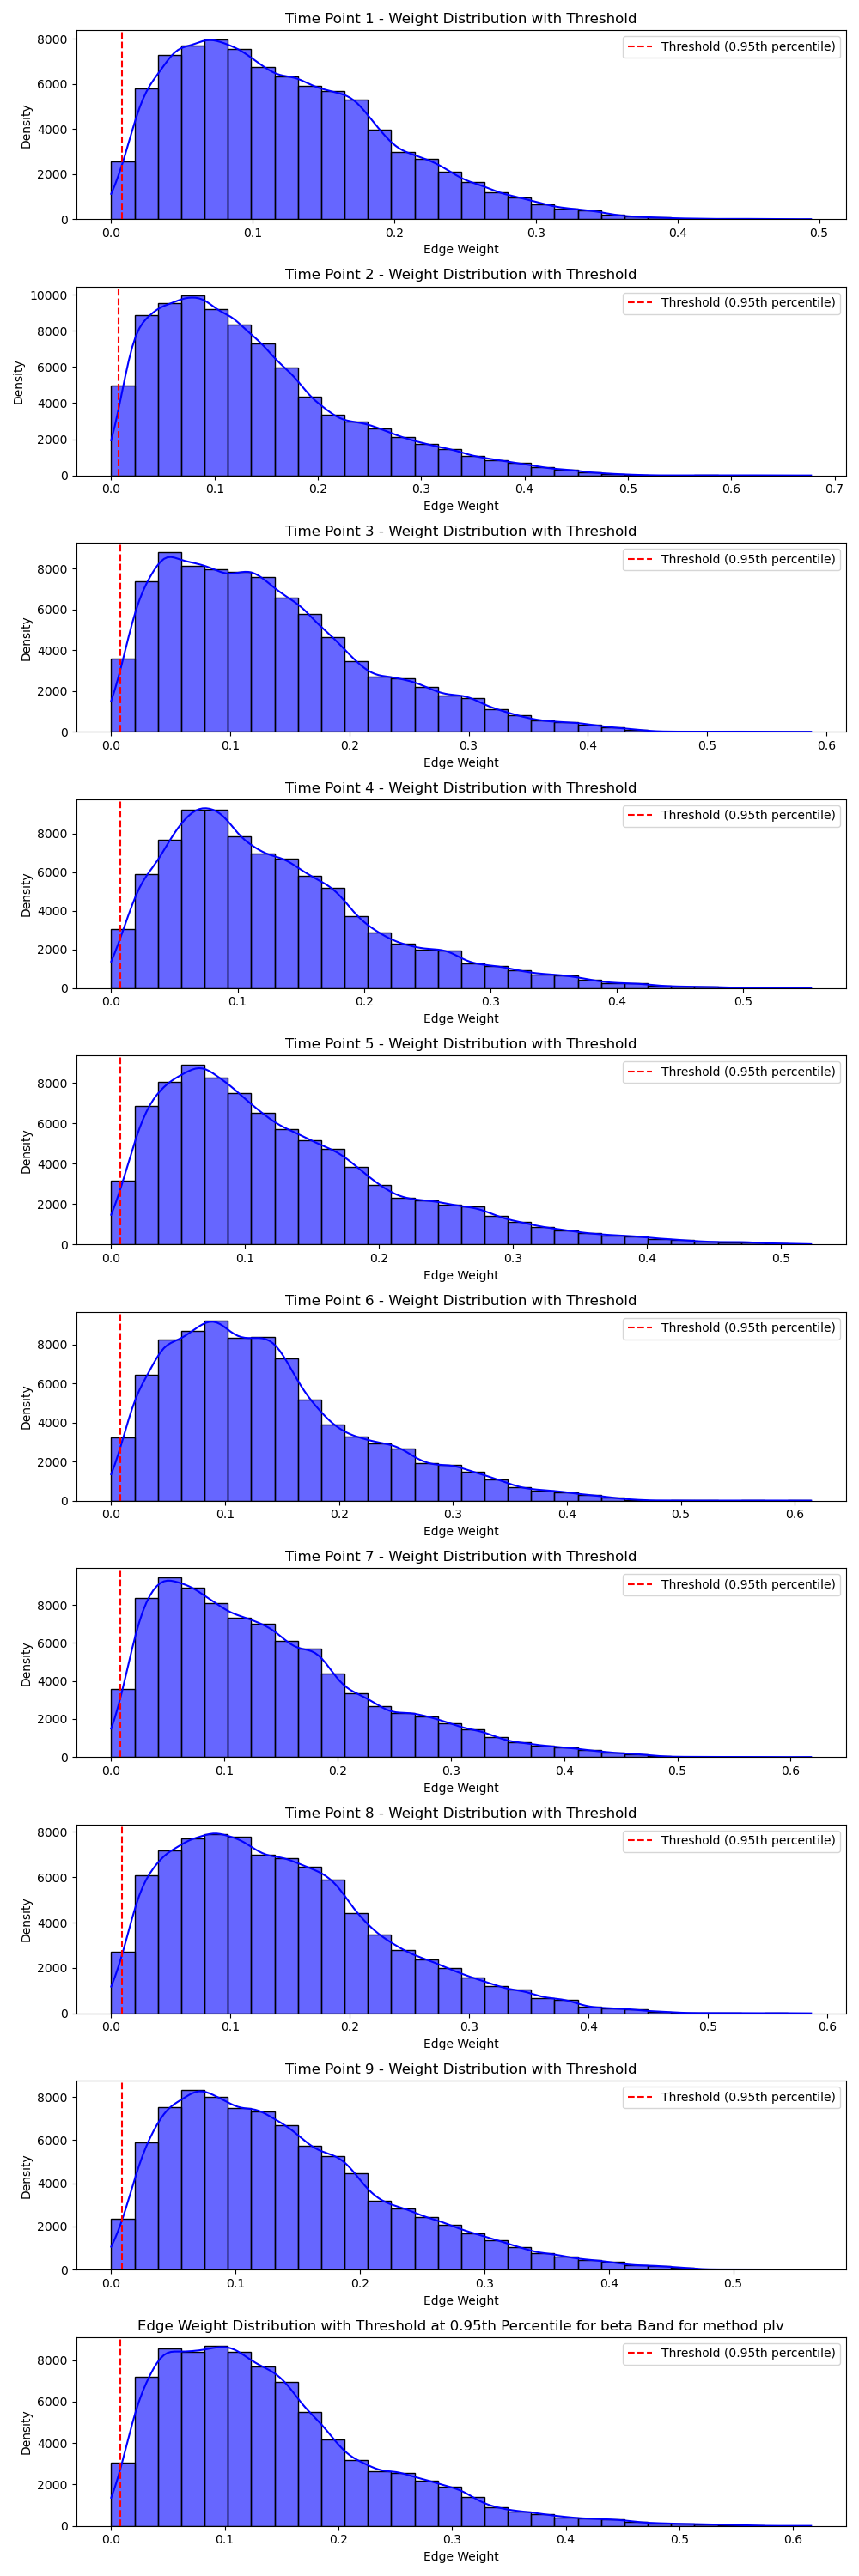 Time Point 1 - Weight Distribution with Threshold
Threshold (0.95th percentile)
8000
6000
4000
2000
0
Density
0.0 0.1 0.2 0.3 0.4 0.5
Edge Weight
Time Point 2 - Weight Distribution with Threshold
Threshold (0.95th percentile)
10000
8000
6000
4000
2000
0
Density
0.0 0.1 0.2 0.3 0.4 0.5 0.6 0.7
Edge Weight
Time Point 3 - Weight Distribution with Threshold
Threshold (0.95th percentile)
8000
6000
4000
2000
0
Density
0.0 0.1 0.2 0.3 0.4 0.5 0.6
Edge Weight
Time Point 4 - Weight Distribution with Threshold
Threshold (0.95th percentile)
8000
6000
4000
2000
0
Density
0.0 0.1 0.2 0.3 0.4 0.5
Edge Weight
Time Point 5 - Weight Distribution with Threshold
Threshold (0.95th percentile)
8000
6000
4000
2000
0
Density
0.0 0.1 0.2 0.3 0.4 0.5
Edge Weight
Time Point 6 - Weight Distribution with Threshold
Threshold (0.95th percentile)
8000
6000
4000
2000
0
Density
0.0 0.1 0.2 0.3 0.4 0.5 0.6
Edge Weight
Time Point 7 - Weight Distribution with Threshold
Threshold (0.95th percentile)
8000
6000
4000
2000
0
Density
0.0 0.1 0.2 0.3 0.4 0.5 0.6
Edge Weight
Time Point 8 - Weight Distribution with Threshold
Threshold (0.95th percentile)
8000
6000
4000
2000
0
Density
0.0 0.1 0.2 0.3 0.4 0.5 0.6
Edge Weight
Time Point 9 - Weight Distribution with Threshold
Threshold (0.95th percentile)
8000
6000
4000
2000
0
Density
0.0 0.1 0.2 0.3 0.4 0.5
Edge Weight
Edge Weight Distribution with Threshold at 0.95th Percentile for beta Band for method plv
Threshold (0.95th percentile)
8000
6000
4000
2000
0
Density
0.0 0.1 0.2 0.3 0.4 0.5 0.6
Edge Weight